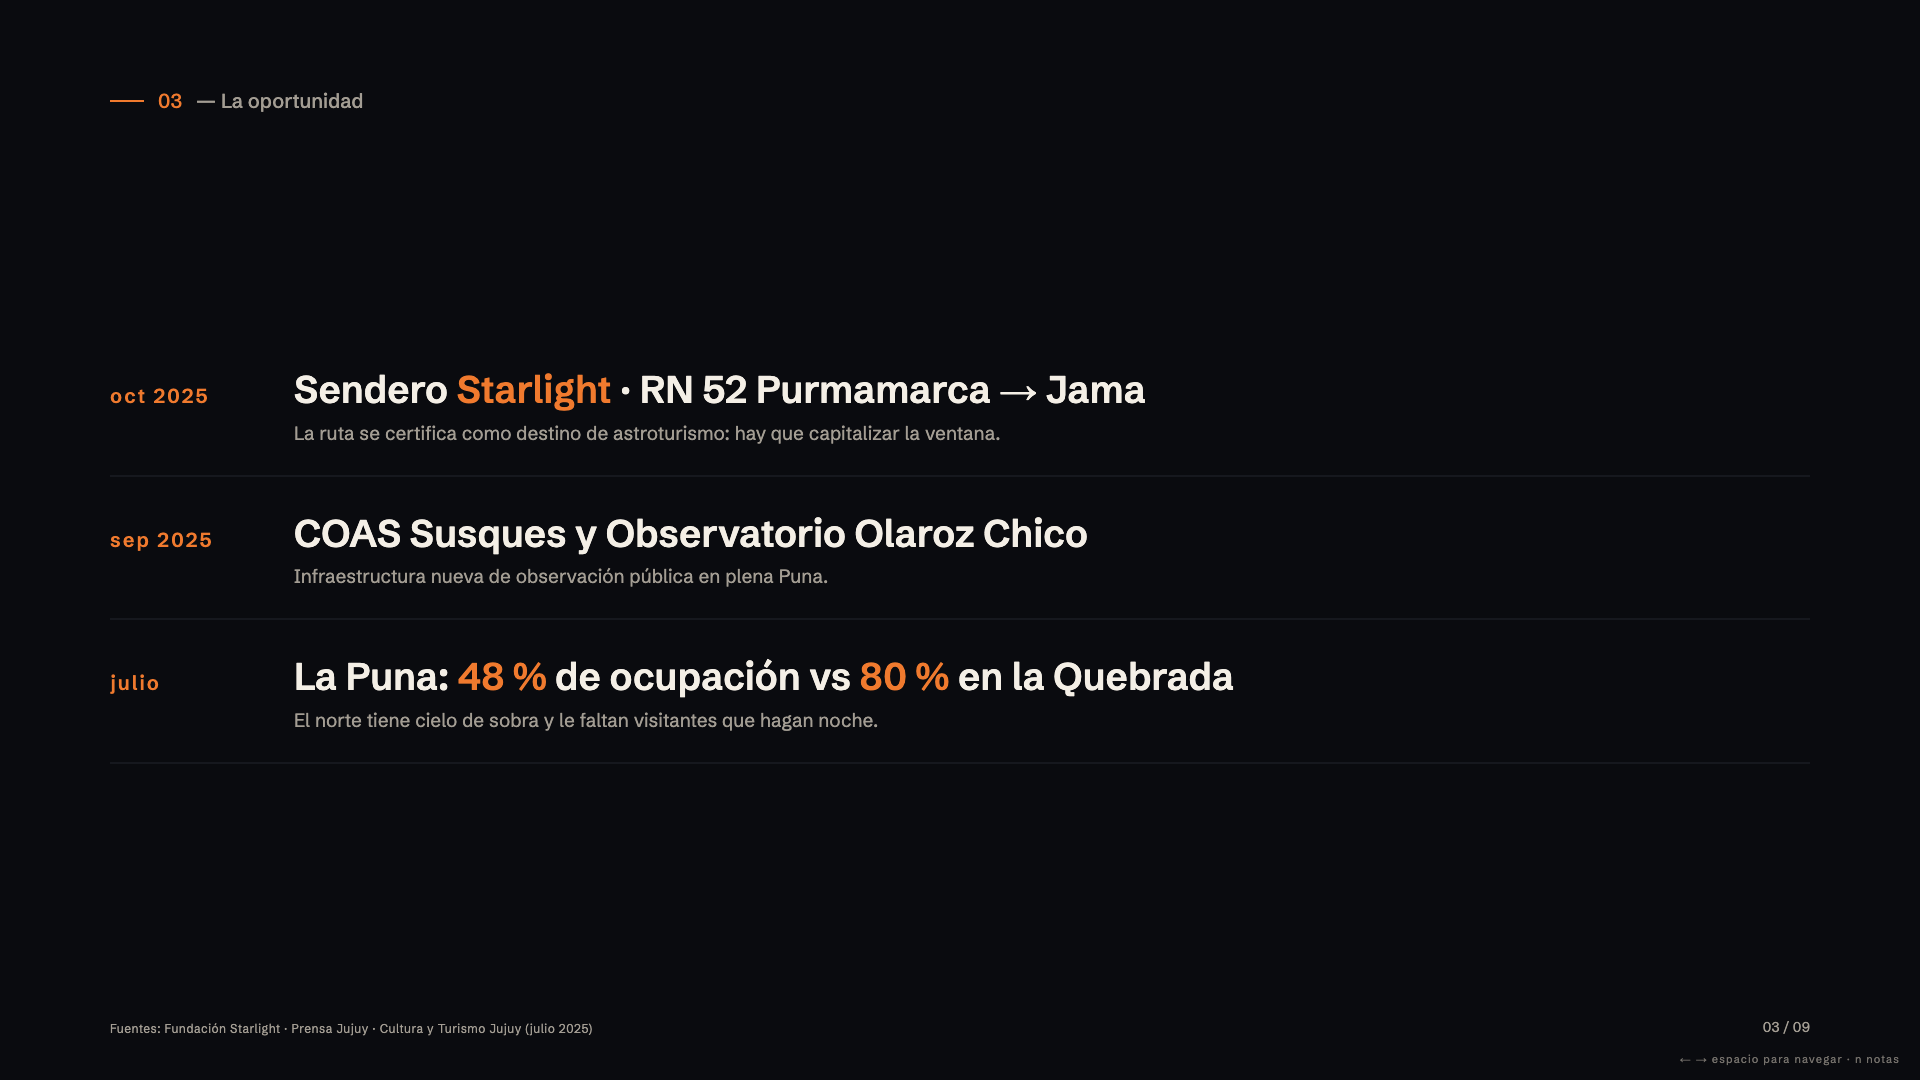 03 — La oportunidad
oct 2025
Sendero Starlight · RN 52 Purmamarca → Jama
La ruta se certifica como destino de astroturismo: hay que capitalizar la ventana.
sep 2025
COAS Susques y Observatorio Olaroz Chico
Infraestructura nueva de observación pública en plena Puna.
julio
La Puna: 48 % de ocupación vs 80 % en la Quebrada
El norte tiene cielo de sobra y le faltan visitantes que hagan noche.
Fuentes: Fundación Starlight · Prensa Jujuy · Cultura y Turismo Jujuy (julio 2025)
03 / 09
← → espacio para navegar · n notas